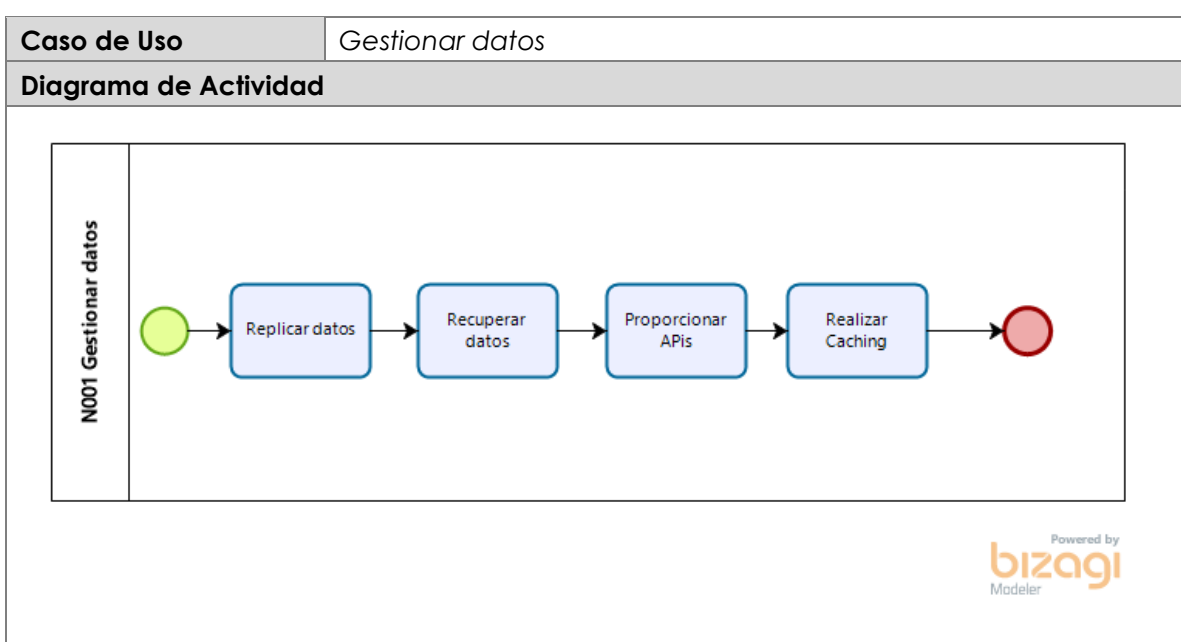 Caso de Uso
Gestionar datos
Diagrama de Actividad
N001 Gestionar datos
Replicar datos
Recuperar
datos
Proporcionar
APis
Realizar
Caching
Powered by
bizagi
Modeler